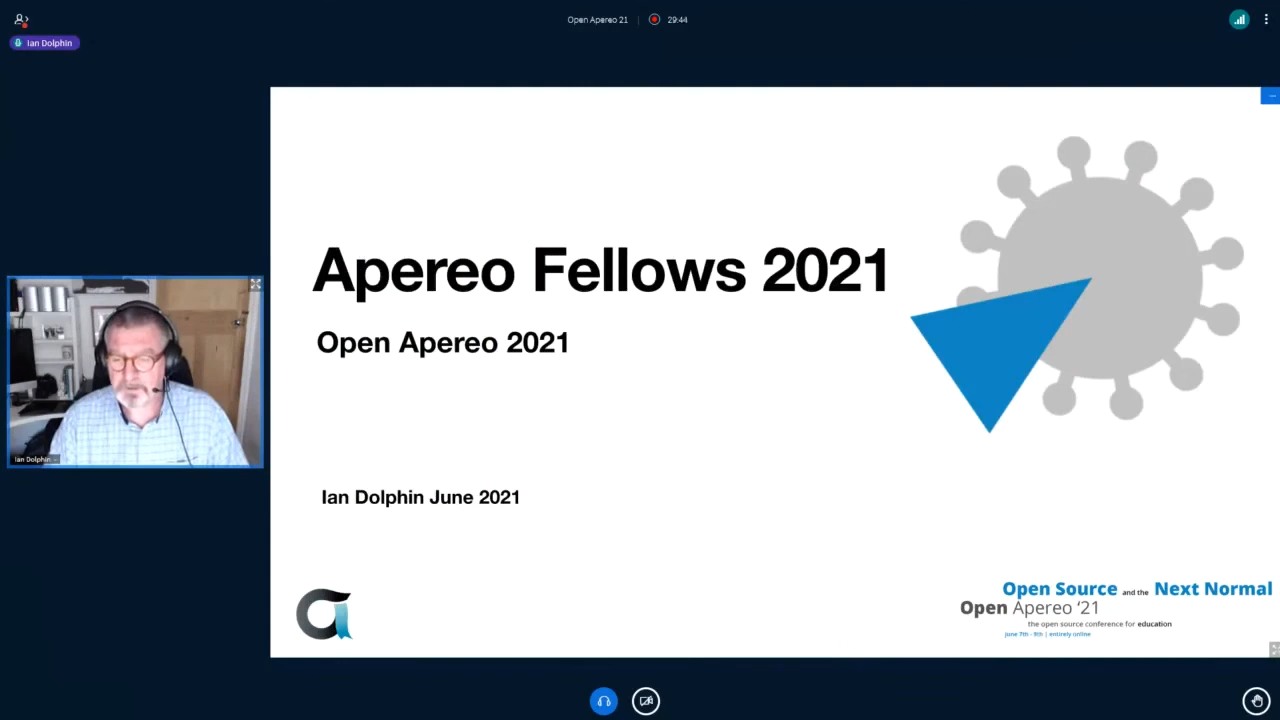 Open Apereo 21
29:44
Ian Dolphin
Apereo Fellows 2021
Open Apereo 2021
Ian Dolphin
Ian Dolphin June 2021
Open Source and the Next Normal
Open Apereo '21
the open source conference for education
June 7th - 9th | entirely online